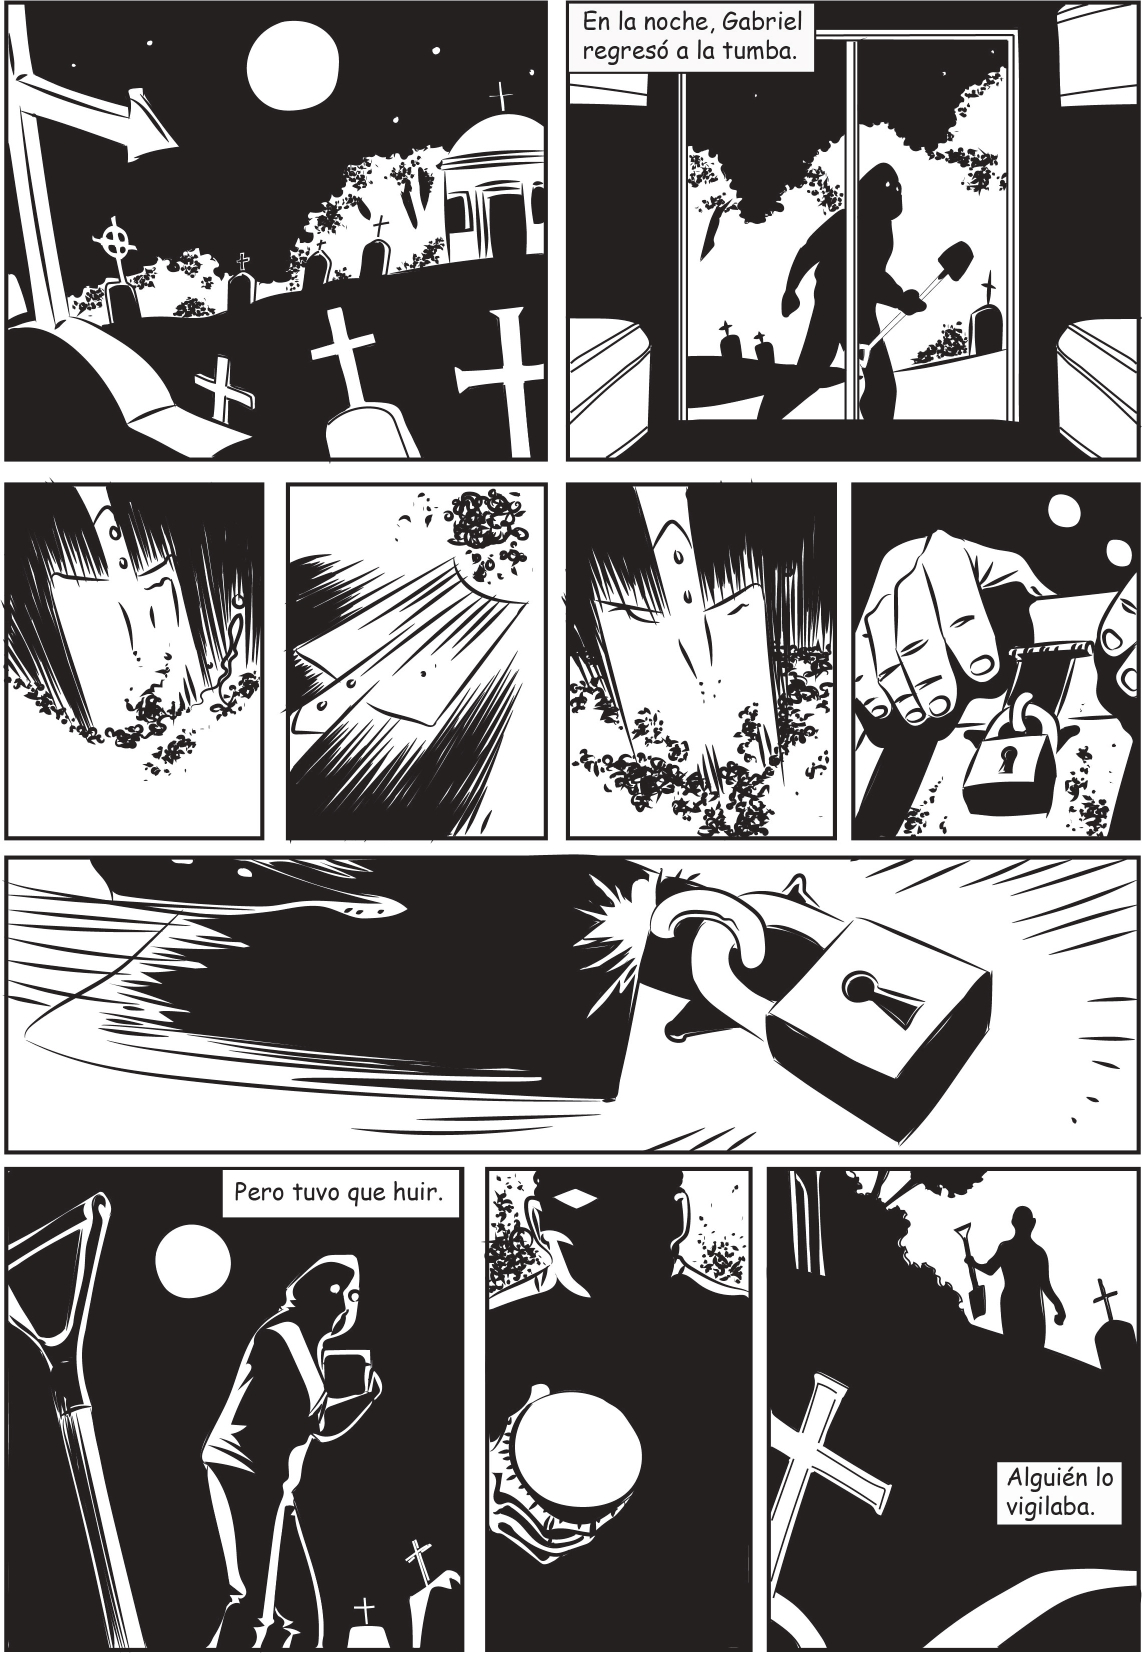 En la noche, Gabriel
regresó a la tumba.
Pero tuvo que huir.
Alguién lo
vigilaba.